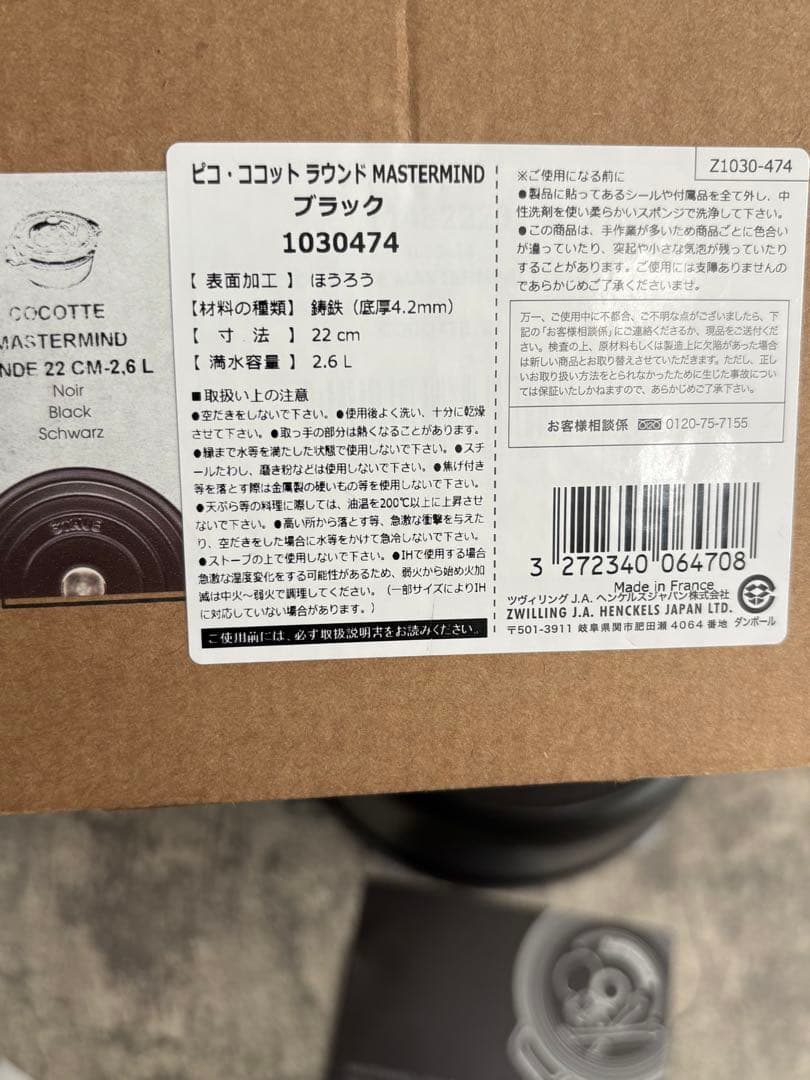 COCOTTE
MASTERMIND
NDE 22 CM-2,6 L
Noir
Black
Schwarz
STAUB
ピコ・ココット ラウンド MASTERMIND
ブラック
1030474
【 表面加工 】 ほうろう
【材料の種類】 鋳鉄（底厚4.2mm）
【 寸 法 】 22 cm
【 満水容量 】 2.6 L
■取扱い上の注意
●空だきをしないで下さい。●使用後よく洗い、十分に乾燥
させて下さい。●取っ手の部分は熱くなることがあります。
●縁まで水等を満たした状態で使用しないで下さい。●スチ
ールたわし、磨き粉などは使用しないで下さい。●焦げ付き
等を落とす際は金属製の硬いもの等を使用しないで下さい。
●天ぷら等の料理に際しては、油温を200℃以上に上昇させ
ないで下さい。●高い所から落とす等、急激な衝撃を与えた
り、空だきをした場合に水等をかけて急冷しないで下さい。
●ストーブの上で使用しないで下さい。●IHで使用する場合
急激な温度変化をする可能性があるため、弱火から始め火加
減は中火～弱火で調理してください。（一部サイズによりIH
に対応していない場合があります。）
ご使用前には、必ず取扱説明書をお読みください。
Z1030-474
※ご使用になる前に
●製品に貼ってあるシールや付属品を全て外し、中
性洗剤を使い柔らかいスポンジで洗浄して下さい。
●この商品は、手作業が多いため商品ごとに色合い
が違っていたり、突起や小さな気泡が残っていたり
することがあります。ご使用には支障ありませんの
であらかじめご了承くださいませ。
万一、ご使用中に不都合、ご不明な点がございましたら、下
記の「お客様相談係」にご連絡くださるか、現品をご送付くださ
い。検査の上、原材料もしくは製造上に欠陥があった場合
は新しい商品とお取り替えさせていただきます。ただし、正し
いお取り扱い方法をとられなかったために生じた事故につい
ては保証いたしかねますので、あらかじめご了承下さい。
お客様相談係 0120-75-7155
3 272340 064708
Made in France
ツヴィリング J.A. ヘンケルスジャパン株式会社
ZWILLING J.A. HENCKELS JAPAN LTD.
〒501-3911 岐阜県関市肥田瀬 4064 番地
ダンボール